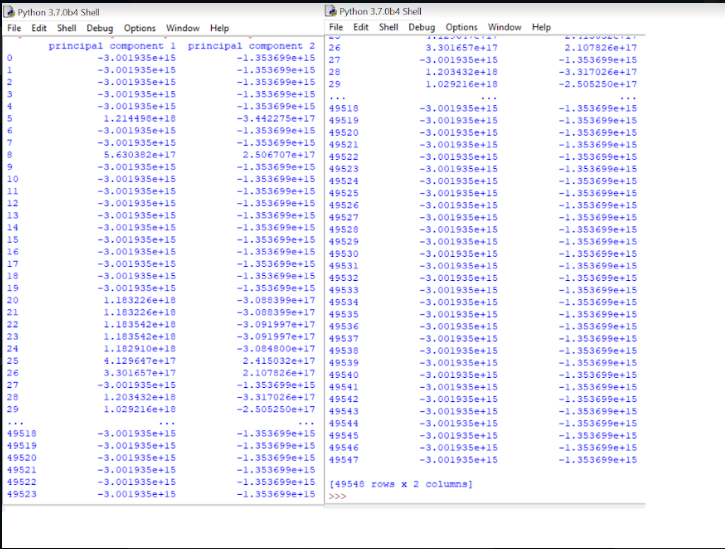 Python 3.7.0b4 Shell
File Edit Shell Debug Options Window Help
principal component 1 principal component 2
0 -3.001935e+15 -1.353699e+15
1 -3.001935e+15 -1.353699e+15
2 -3.001935e+15 -1.353699e+15
3 -3.001935e+15 -1.353699e+15
4 -3.001935e+15 -1.353699e+15
5 1.214498e+18 -3.442275e+17
6 -3.001935e+15 -1.353699e+15
7 -3.001935e+15 -1.353699e+15
8 5.630382e+17 2.506707e+17
9 -3.001935e+15 -1.353699e+15
10 -3.001935e+15 -1.353699e+15
11 -3.001935e+15 -1.353699e+15
12 -3.001935e+15 -1.353699e+15
13 -3.001935e+15 -1.353699e+15
14 -3.001935e+15 -1.353699e+15
15 -3.001935e+15 -1.353699e+15
16 -3.001935e+15 -1.353699e+15
17 -3.001935e+15 -1.353699e+15
18 -3.001935e+15 -1.353699e+15
19 -3.001935e+15 -1.353699e+15
20 1.183226e+18 -3.088399e+17
21 1.183226e+18 -3.088399e+17
22 1.183542e+18 -3.091997e+17
23 1.183542e+18 -3.091997e+17
24 1.182910e+18 -3.084800e+17
25 4.129647e+17 2.415032e+17
26 3.301657e+17 2.107826e+17
27 -3.001935e+15 -1.353699e+15
28 1.203432e+18 -3.317026e+17
29 1.029216e+18 -2.505250e+17
... ... ...
49518 -3.001935e+15 -1.353699e+15
49519 -3.001935e+15 -1.353699e+15
49520 -3.001935e+15 -1.353699e+15
49521 -3.001935e+15 -1.353699e+15
49522 -3.001935e+15 -1.353699e+15
49523 -3.001935e+15 -1.353699e+15
Python 3.7.0b4 Shell
File Edit Shell Debug Options Window Help
26 3.301657e+17 2.107826e+17
27 -3.001935e+15 -1.353699e+15
28 1.203432e+18 -3.317026e+17
29 1.029216e+18 -2.505250e+17
... ... ...
49518 -3.001935e+15 -1.353699e+15
49519 -3.001935e+15 -1.353699e+15
49520 -3.001935e+15 -1.353699e+15
49521 -3.001935e+15 -1.353699e+15
49522 -3.001935e+15 -1.353699e+15
49523 -3.001935e+15 -1.353699e+15
49524 -3.001935e+15 -1.353699e+15
49525 -3.001935e+15 -1.353699e+15
49526 -3.001935e+15 -1.353699e+15
49527 -3.001935e+15 -1.353699e+15
49528 -3.001935e+15 -1.353699e+15
49529 -3.001935e+15 -1.353699e+15
49530 -3.001935e+15 -1.353699e+15
49531 -3.001935e+15 -1.353699e+15
49532 -3.001935e+15 -1.353699e+15
49533 -3.001935e+15 -1.353699e+15
49534 -3.001935e+15 -1.353699e+15
49535 -3.001935e+15 -1.353699e+15
49536 -3.001935e+15 -1.353699e+15
49537 -3.001935e+15 -1.353699e+15
49538 -3.001935e+15 -1.353699e+15
49539 -3.001935e+15 -1.353699e+15
49540 -3.001935e+15 -1.353699e+15
49541 -3.001935e+15 -1.353699e+15
49542 -3.001935e+15 -1.353699e+15
49543 -3.001935e+15 -1.353699e+15
49544 -3.001935e+15 -1.353699e+15
49545 -3.001935e+15 -1.353699e+15
49546 -3.001935e+15 -1.353699e+15
49547 -3.001935e+15 -1.353699e+15
[49548 rows x 2 columns]
>>>